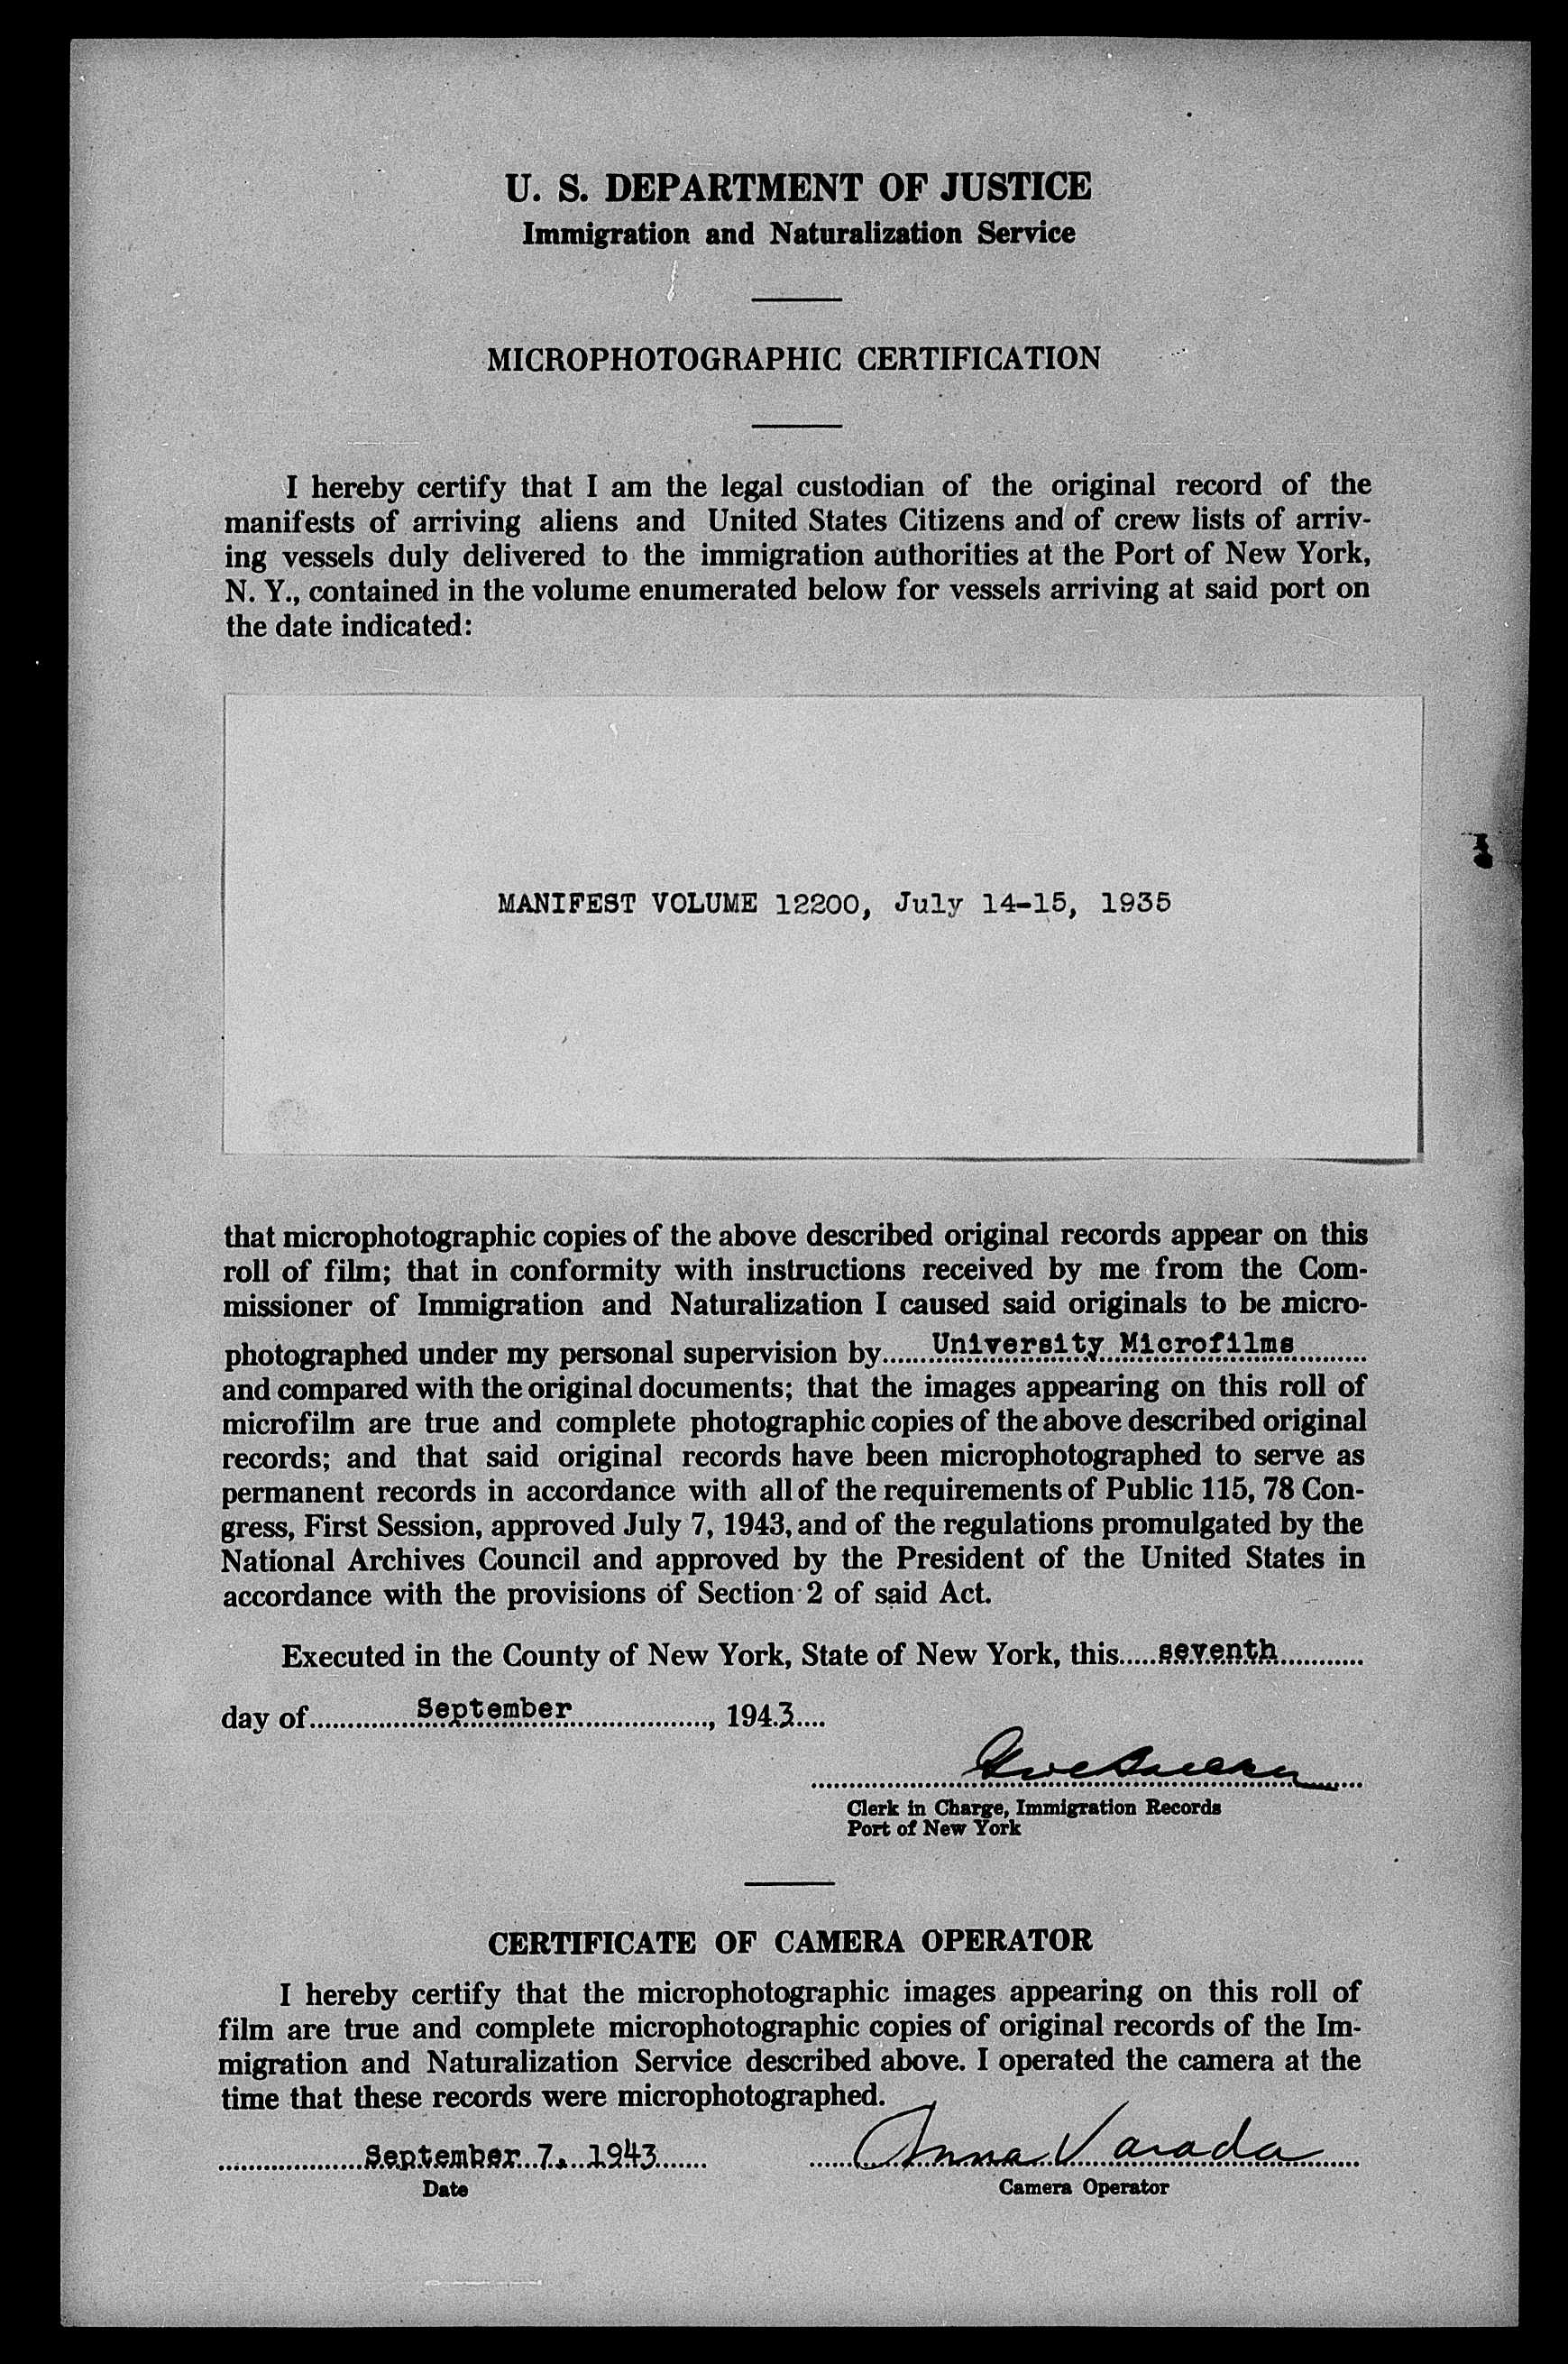 U. S. DEPARTMENT OF JUSTICE
Immigration and Naturalization Service
MICROPHOTOGRAPHIC CERTIFICATION
I hereby certify that I am the legal custodian of the original record of the
manifests of arriving aliens and United States Citizens and of crew lists of arriv-
ing vessels duly delivered to the immigration authorities at the Port of New York,
N. Y., contained in the volume enumerated below for vessels arriving at said port on
the date indicated:
MANIFEST VOLUME 12200, July 14-15, 1935
that microphotographic copies of the above described original records appear on this
roll of film; that in conformity with instructions received by me from the Com-
missioner of Immigration and Naturalization I caused said originals to be micro-
photographed under my personal supervision by University Microfilms
and compared with the original documents; that the images appearing on this roll of
microfilm are true and complete photographic copies of the above described original
records; and that said original records have been microphotographed to serve as
permanent records in accordance with all of the requirements of Public 115, 78 Con-
gress, First Session, approved July 7, 1943, and of the regulations promulgated by the
National Archives Council and approved by the President of the United States in
accordance with the provisions of Section 2 of said Act.
Executed in the County of New York, State of New York, this seventh
day of September, 1943
Clerk in Charge, Immigration Records
Port of New York
CERTIFICATE OF CAMERA OPERATOR
I hereby certify that the microphotographic images appearing on this roll of
film are true and complete microphotographic copies of original records of the Im-
migration and Naturalization Service described above. I operated the camera at the
time that these records were microphotographed.
September 7, 1943 Anna Varada
Date Camera Operator